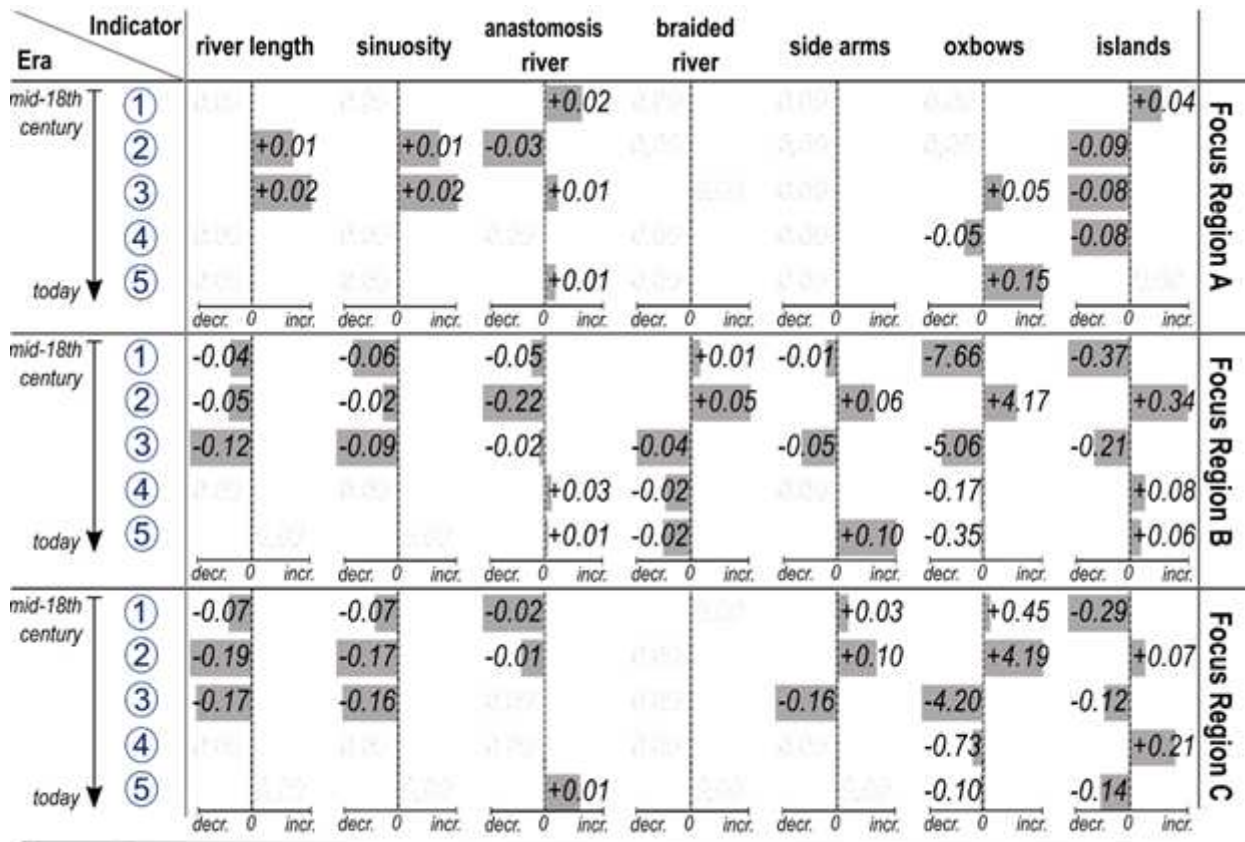 Indicator
Era
river length
sinuosity
anastomosis
river
braided
river
side arms
oxbows
islands
Focus Region A
mid-18th
century
today
① +0.02 +0.04
② +0.01 +0.01 -0.03 -0.09
③ +0.02 +0.02 +0.01 +0.05 -0.08
④ -0.05 -0.08
⑤ +0.01 +0.15
decr. 0 incr. decr. 0 incr. decr. 0 incr. decr. 0 incr. decr. 0 incr. decr. 0 incr. decr. 0 incr.
Focus Region B
mid-18th
century
today
① -0.04 -0.06 -0.05 +0.01 -0.01 -7.66 -0.37
② -0.05 -0.02 -0.22 +0.05 +0.06 +4.17 +0.34
③ -0.12 -0.09 -0.02 -0.04 -0.05 -5.06 -0.21
④ +0.03 -0.02 -0.17 +0.08
⑤ +0.01 -0.02 +0.10 -0.35 +0.06
decr. 0 incr. decr. 0 incr. decr. 0 incr. decr. 0 incr. decr. 0 incr. decr. 0 incr. decr. 0 incr.
Focus Region C
mid-18th
century
today
① -0.07 -0.07 -0.02 +0.03 +0.45 -0.29
② -0.19 -0.17 -0.01 +0.10 +4.19 +0.07
③ -0.17 -0.16 -0.16 -4.20 -0.12
④ -0.73 +0.21
⑤ +0.01 -0.10 -0.14
decr. 0 incr. decr. 0 incr. decr. 0 incr. decr. 0 incr. decr. 0 incr. decr. 0 incr. decr. 0 incr.